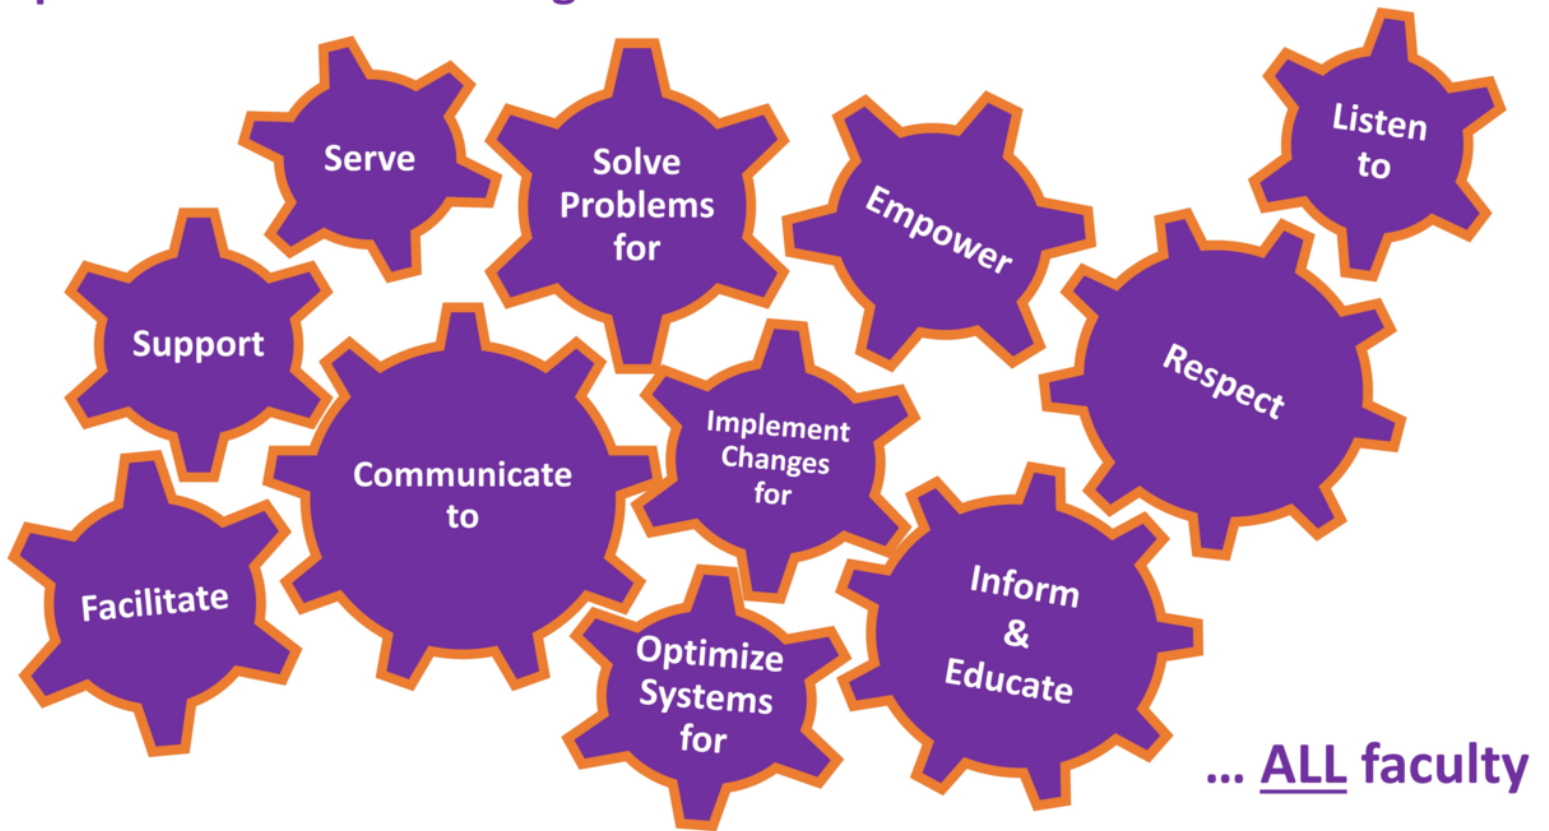 Serve
Solve
Problems
for
Empower
Listen
to
Support
Respect
Communicate
to
Implement
Changes
for
Facilitate
Inform
&
Educate
Optimize
Systems
for
... ALL faculty